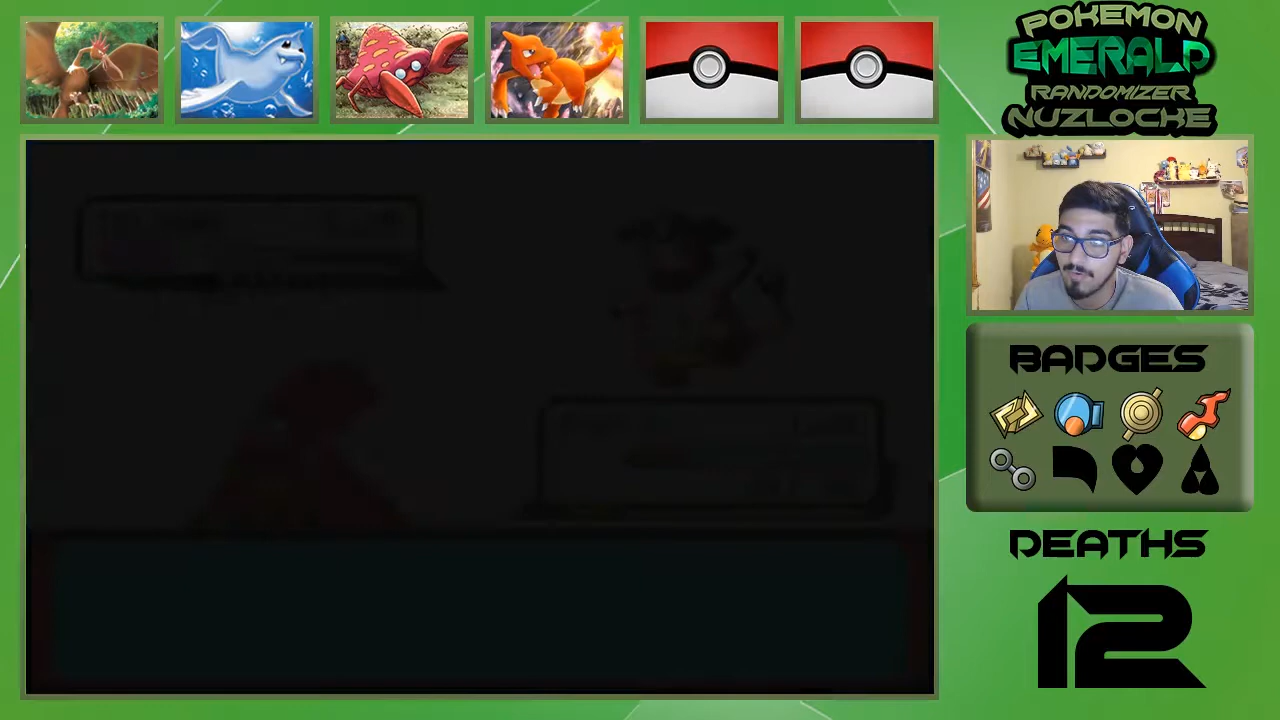 POKEMON
EMERALD
RANDOMIZER
NUZLOCKE
BADGES
DEATHS
12